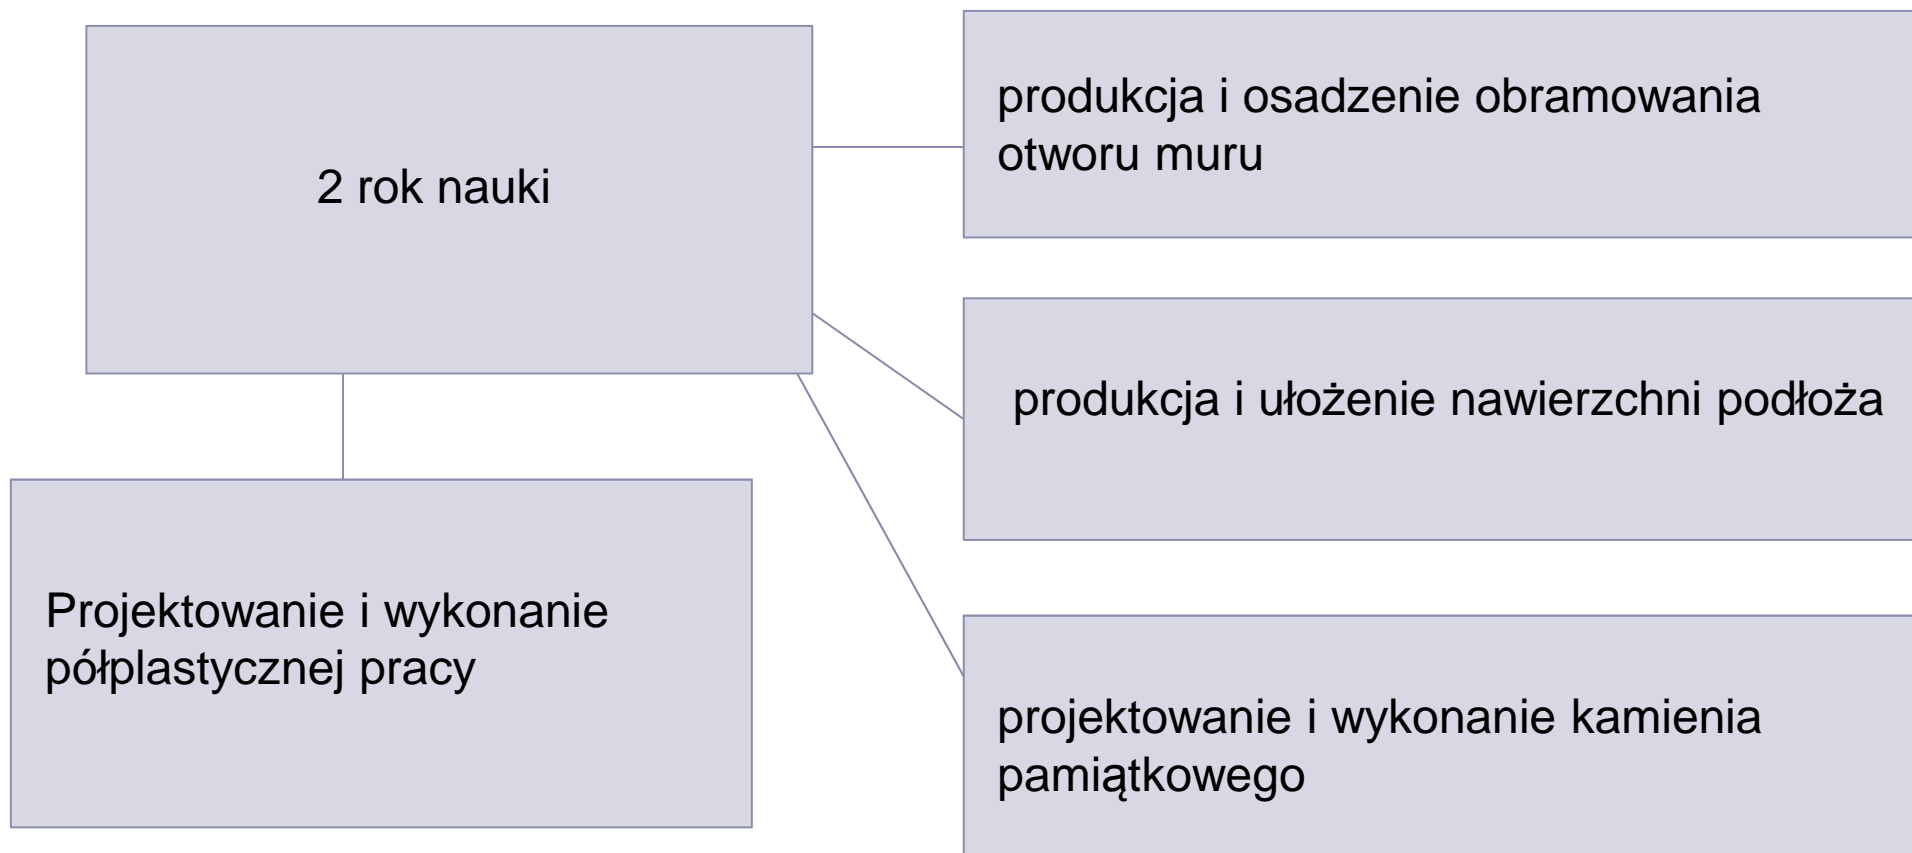 2 rok nauki
produkcja i osadzenie obramowania
otworu muru
produkcja i ułożenie nawierzchni podłoża
Projektowanie i wykonanie
półplastycznej pracy
projektowanie i wykonanie kamienia
pamiątkowego